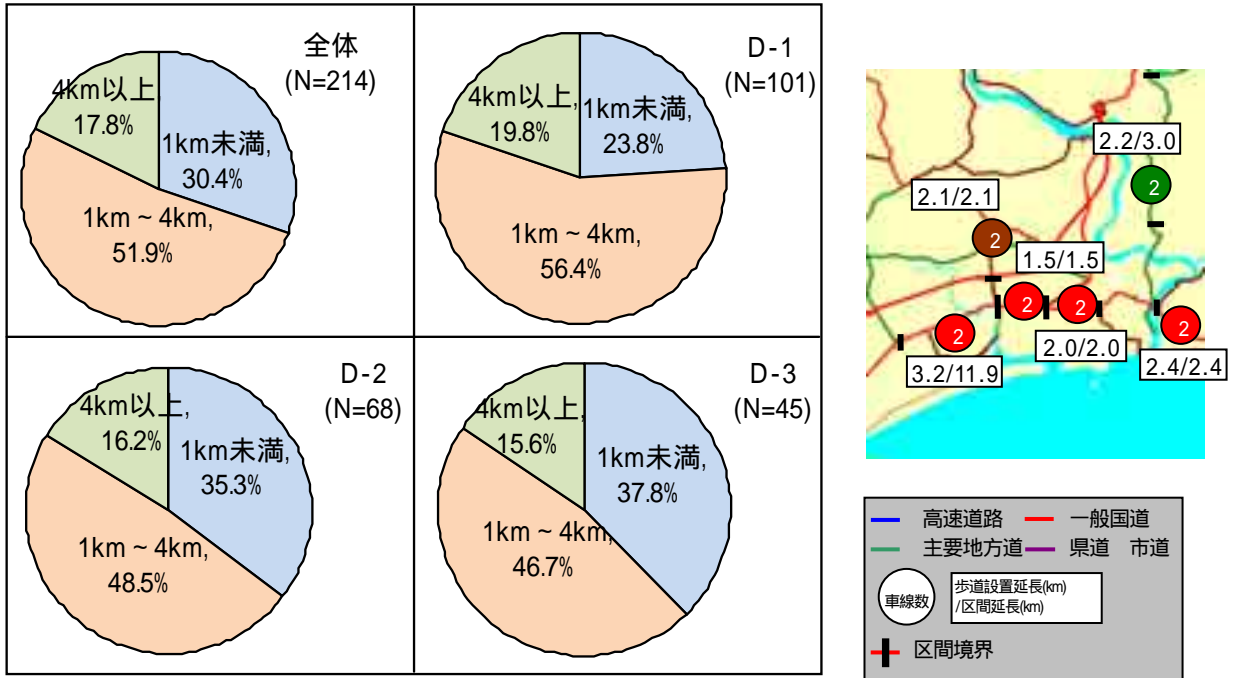 全体
(N=214)
4km以上,
17.8%
1km未満,
30.4%
1km ~ 4km,
51.9%
D-1
(N=101)
4km以上,
19.8%
1km未満,
23.8%
1km ~ 4km,
56.4%
D-2
(N=68)
4km以上,
16.2%
1km未満,
35.3%
1km ~ 4km,
48.5%
D-3
(N=45)
4km以上,
15.6%
1km未満,
37.8%
1km ~ 4km,
46.7%
2.2/3.0
2
2.1/2.1
2
1.5/1.5
2
2
2
2
2.0/2.0
2.4/2.4
3.2/11.9
高速道路 一般国道
主要地方道 県道 市道
車線数
歩道設置延長(km)
/区間延長(km)
区間境界